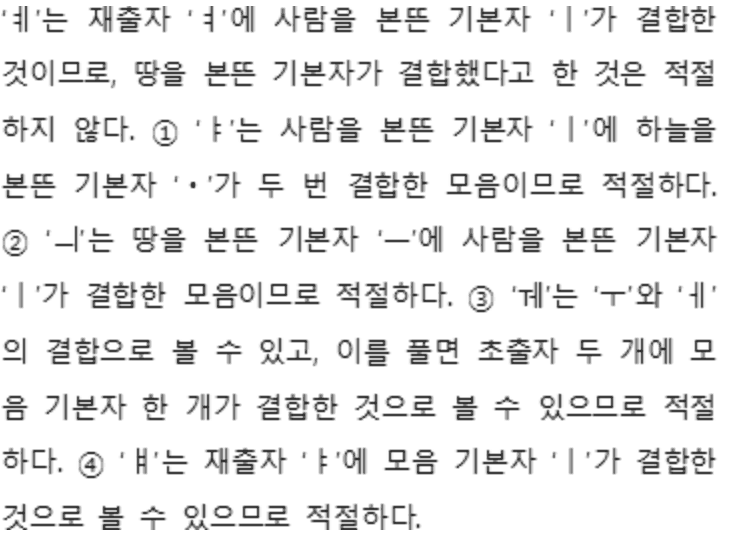 ‘ㅖ’는 재출자 ‘ㅕ’에 사람을 본뜬 기본자 ‘ㅣ’가 결합한
것이므로, 땅을 본뜬 기본자가 결합했다고 한 것은 적절
하지 않다. ① ‘ㅑ’는 사람을 본뜬 기본자 ‘ㅣ’에 하늘을
본뜬 기본자 ‘•’가 두 번 결합한 모음이므로 적절하다.
② ‘ㅢ’는 땅을 본뜬 기본자 ‘ㅡ’에 사람을 본뜬 기본자
‘ㅣ’가 결합한 모음이므로 적절하다. ③ ‘ㅞ’는 ‘ㅜ’와 ‘ㅔ’
의 결합으로 볼 수 있고, 이를 풀면 초출자 두 개에 모
음 기본자 한 개가 결합한 것으로 볼 수 있으므로 적절
하다. ④ ‘ㅒ’는 재출자 ‘ㅑ’에 모음 기본자 ‘ㅣ’가 결합한
것으로 볼 수 있으므로 적절하다.